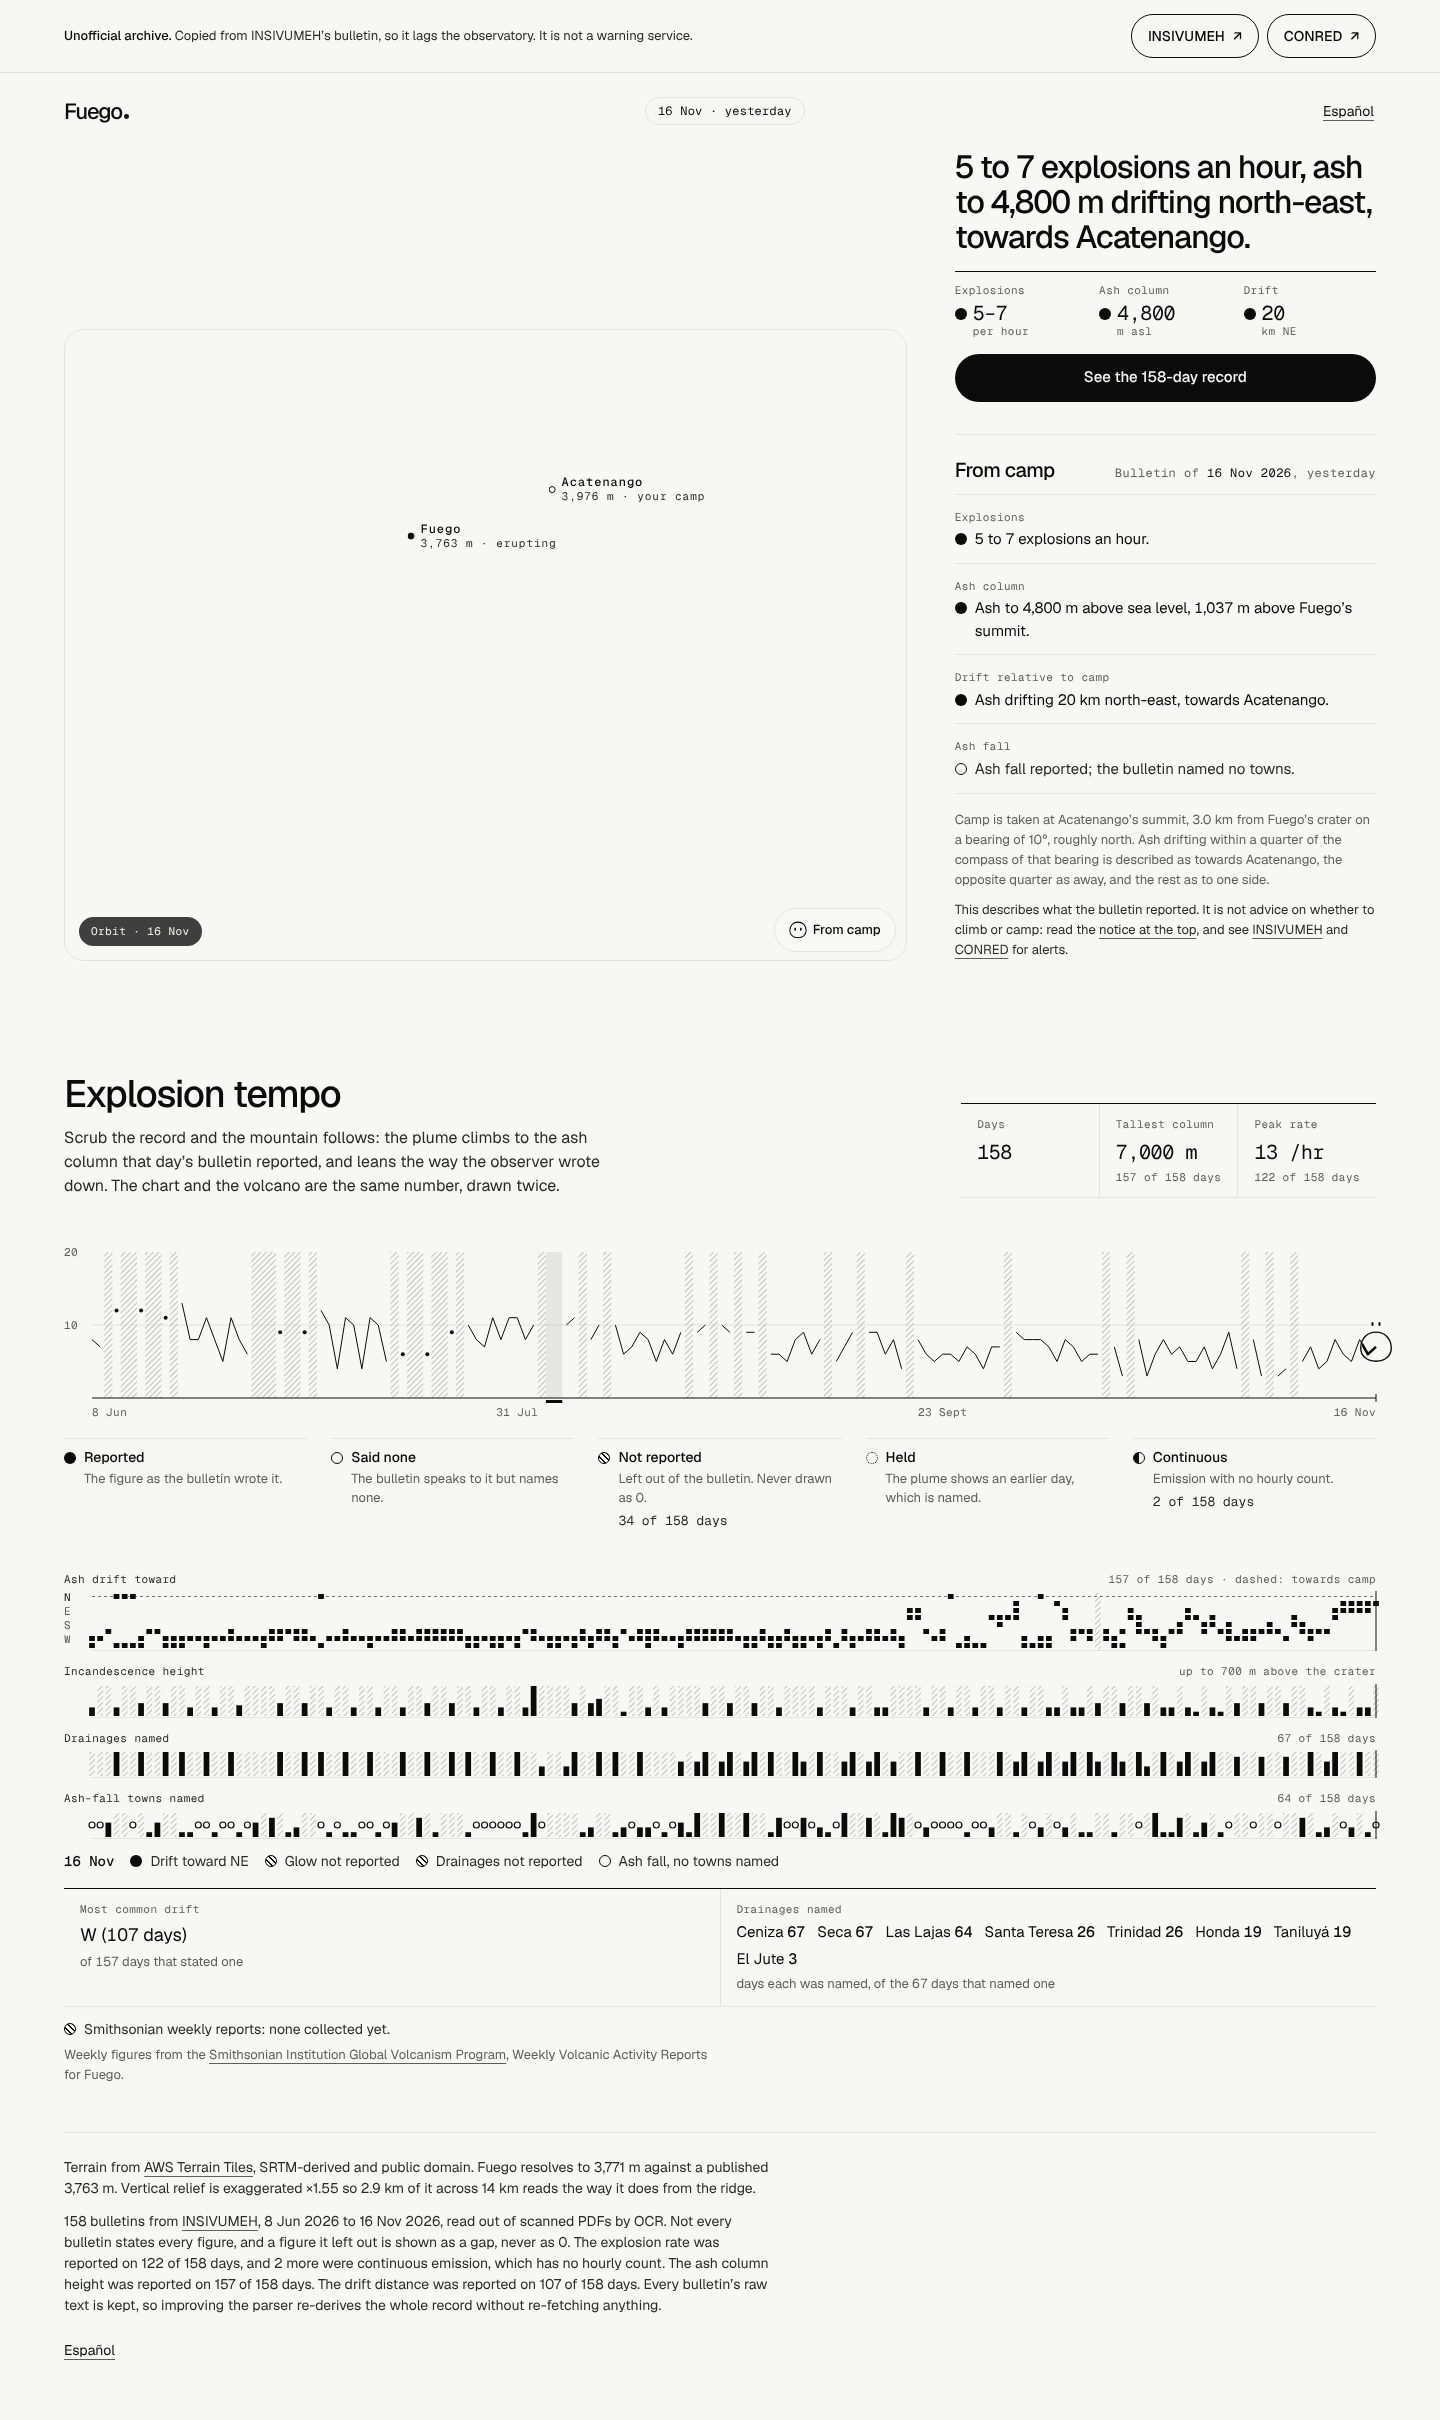 Unofficial archive. Copied from INSIVUMEH’s bulletin, so it lags the observatory. It is not a warning service.
INSIVUMEH ↗
CONRED ↗
Fuego.
16 Nov · yesterday
Español
5 to 7 explosions an hour, ash
to 4,800 m drifting north-east,
towards Acatenango.
Explosions
5–7
per hour
Ash column
4,800
m asl
Drift
20
km NE
See the 158-day record
Acatenango
3,976 m · your camp
Fuego
3,763 m · erupting
Orbit · 16 Nov
From camp
From camp
Bulletin of 16 Nov 2026, yesterday
Explosions
5 to 7 explosions an hour.
Ash column
Ash to 4,800 m above sea level, 1,037 m above Fuego’s
summit.
Drift relative to camp
Ash drifting 20 km north-east, towards Acatenango.
Ash fall
Ash fall reported; the bulletin named no towns.
Camp is taken at Acatenango’s summit, 3.0 km from Fuego’s crater on
a bearing of 10°, roughly north. Ash drifting within a quarter of the
compass of that bearing is described as towards Acatenango, the
opposite quarter as away, and the rest as to one side.
This describes what the bulletin reported. It is not advice on whether to
climb or camp: read the notice at the top, and see INSIVUMEH and
CONRED for alerts.
Explosion tempo
Scrub the record and the mountain follows: the plume climbs to the ash
column that day’s bulletin reported, and leans the way the observer wrote
down. The chart and the volcano are the same number, drawn twice.
Days
158
Tallest column
7,000 m
157 of 158 days
Peak rate
13 /hr
122 of 158 days
20
10
8 Jun
31 Jul
23 Sept
16 Nov
Reported
The figure as the bulletin wrote it.
Said none
The bulletin speaks to it but names
none.
Not reported
Left out of the bulletin. Never drawn
as 0.
34 of 158 days
Held
The plume shows an earlier day,
which is named.
Continuous
Emission with no hourly count.
2 of 158 days
Ash drift toward
157 of 158 days · dashed: towards camp
N
E
S
W
Incandescence height
up to 700 m above the crater
Drainages named
67 of 158 days
Ash-fall towns named
64 of 158 days
16 Nov
Drift toward NE
Glow not reported
Drainages not reported
Ash fall, no towns named
Most common drift
W (107 days)
of 157 days that stated one
Drainages named
Ceniza 67 Seca 67 Las Lajas 64 Santa Teresa 26 Trinidad 26 Honda 19 Taniluyá 19
El Jute 3
days each was named, of the 67 days that named one
Smithsonian weekly reports: none collected yet.
Weekly figures from the Smithsonian Institution Global Volcanism Program, Weekly Volcanic Activity Reports
for Fuego.
Terrain from AWS Terrain Tiles, SRTM-derived and public domain. Fuego resolves to 3,771 m against a published
3,763 m. Vertical relief is exaggerated ×1.55 so 2.9 km of it across 14 km reads the way it does from the ridge.
158 bulletins from INSIVUMEH, 8 Jun 2026 to 16 Nov 2026, read out of scanned PDFs by OCR. Not every
bulletin states every figure, and a figure it left out is shown as a gap, never as 0. The explosion rate was
reported on 122 of 158 days, and 2 more were continuous emission, which has no hourly count. The ash column
height was reported on 157 of 158 days. The drift distance was reported on 107 of 158 days. Every bulletin’s raw
text is kept, so improving the parser re-derives the whole record without re-fetching anything.
Español